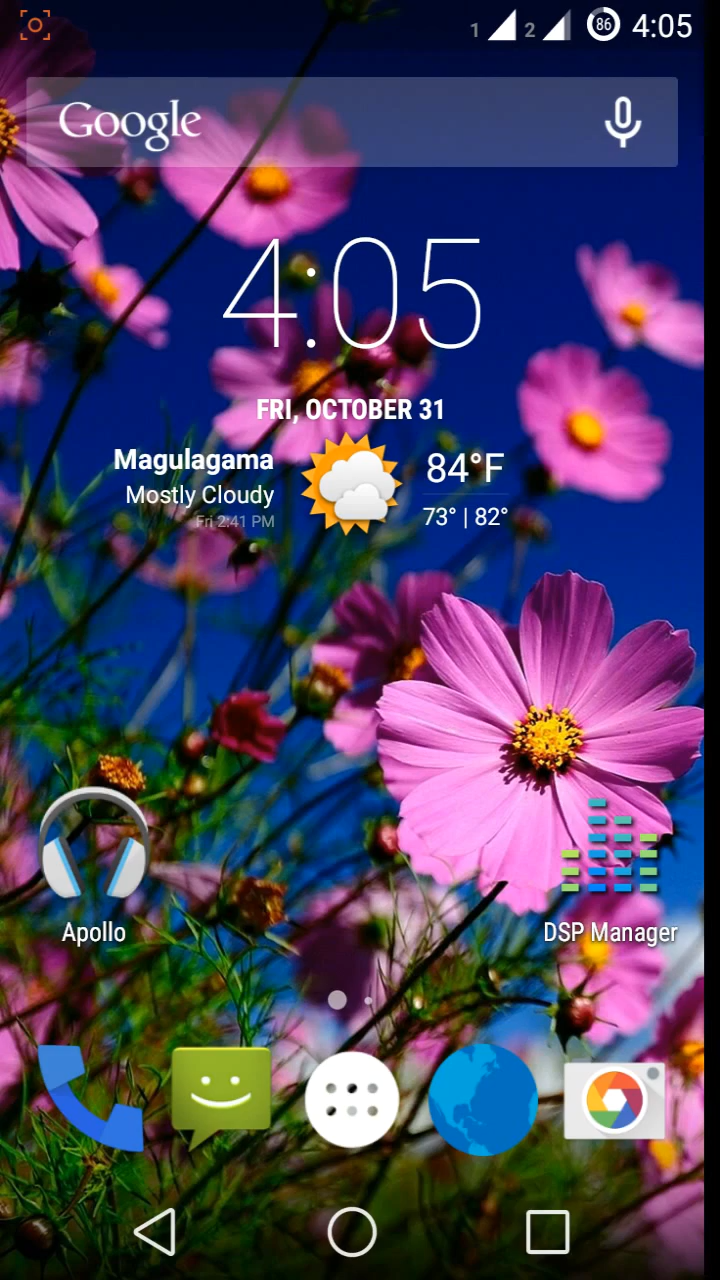 1 2 86 4:05
Google
4:05
FRI, OCTOBER 31
Magulagama
Mostly Cloudy
Fri 2:41 PM
84°F
73° | 82°
Apollo
DSP Manager